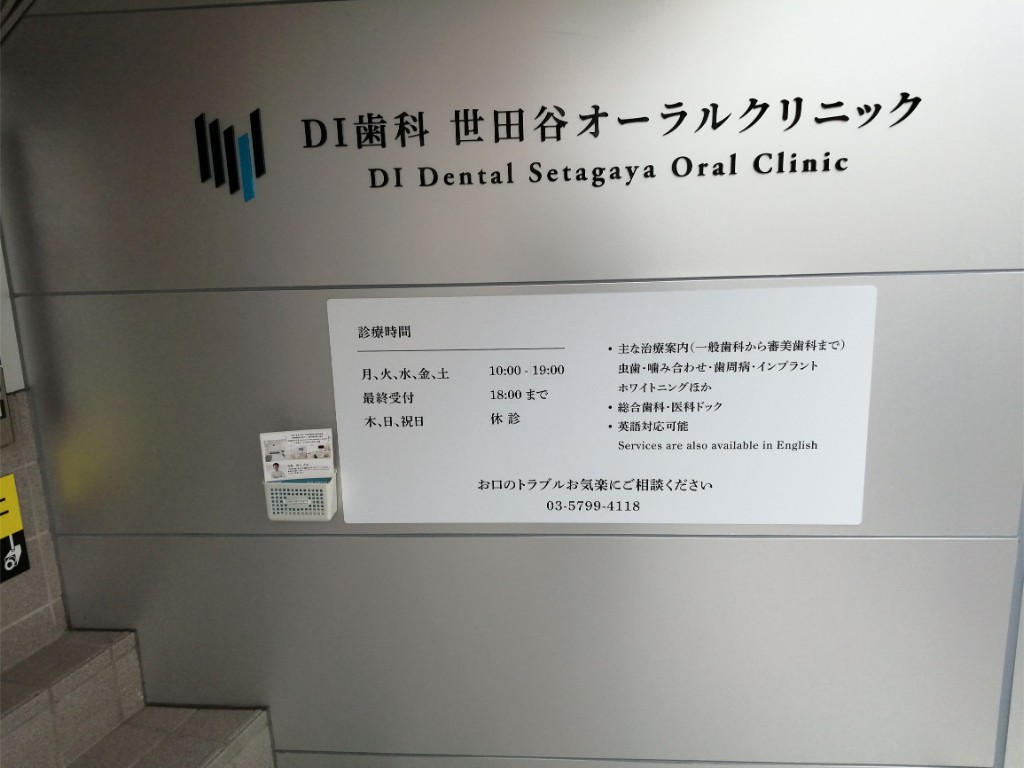 DI歯科 世田谷オーラルクリニック
DI Dental Setagaya Oral Clinic
診療時間
月、火、水、金、土 10:00 - 19:00
最終受付 18:00 まで
木、日、祝日 休 診
• 主な治療案内(一般歯科から審美歯科まで)
虫歯・噛み合わせ・歯周病・インプラント
ホワイトニングほか
• 総合歯科・医科ドック
• 英語対応可能
Services are also available in English
お口のトラブルお気楽にご相談ください
03-5799-4118